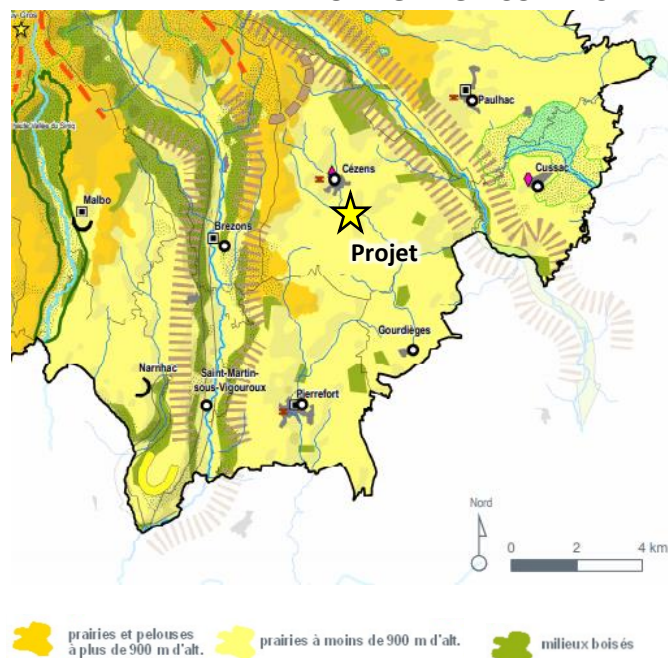 Paulhac
Cézens
Cussac
Malbo
Brezons
Projet
Gourdièges
Narnhac
Saint-Martin-
sous-Vigouroux
Pierrefort
Nord
0 2 4 km
prairies et pelouses
à plus de 900 m d'alt.
prairies à moins de 900 m d'alt.
milieux boisés